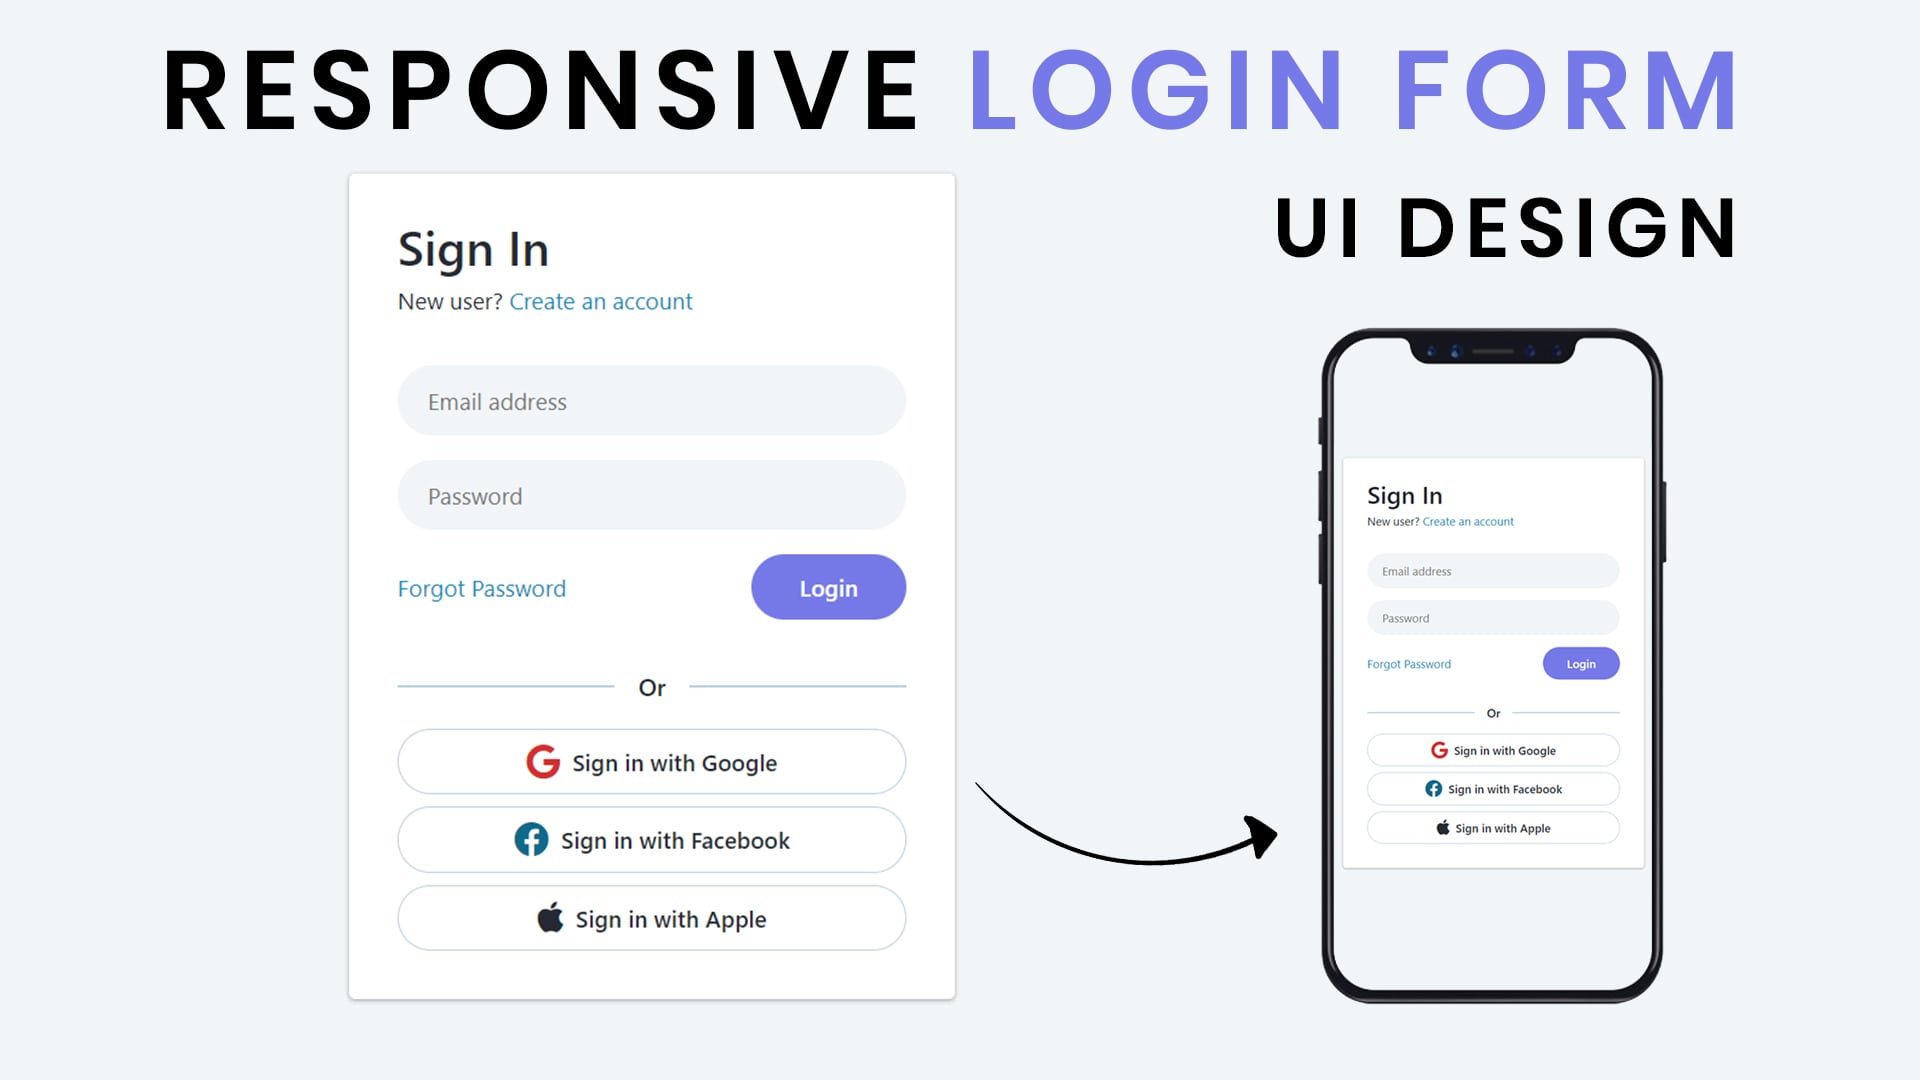 RESPONSIVE LOGIN FORM
UI DESIGN
Sign In
New user? Create an account
Email address
Password
Forgot Password
Login
Or
Sign in with Google
Sign in with Facebook
Sign in with Apple
Sign In
New user? Create an account
Email address
Password
Forgot Password
Login
Or
Sign in with Google
Sign in with Facebook
Sign in with Apple